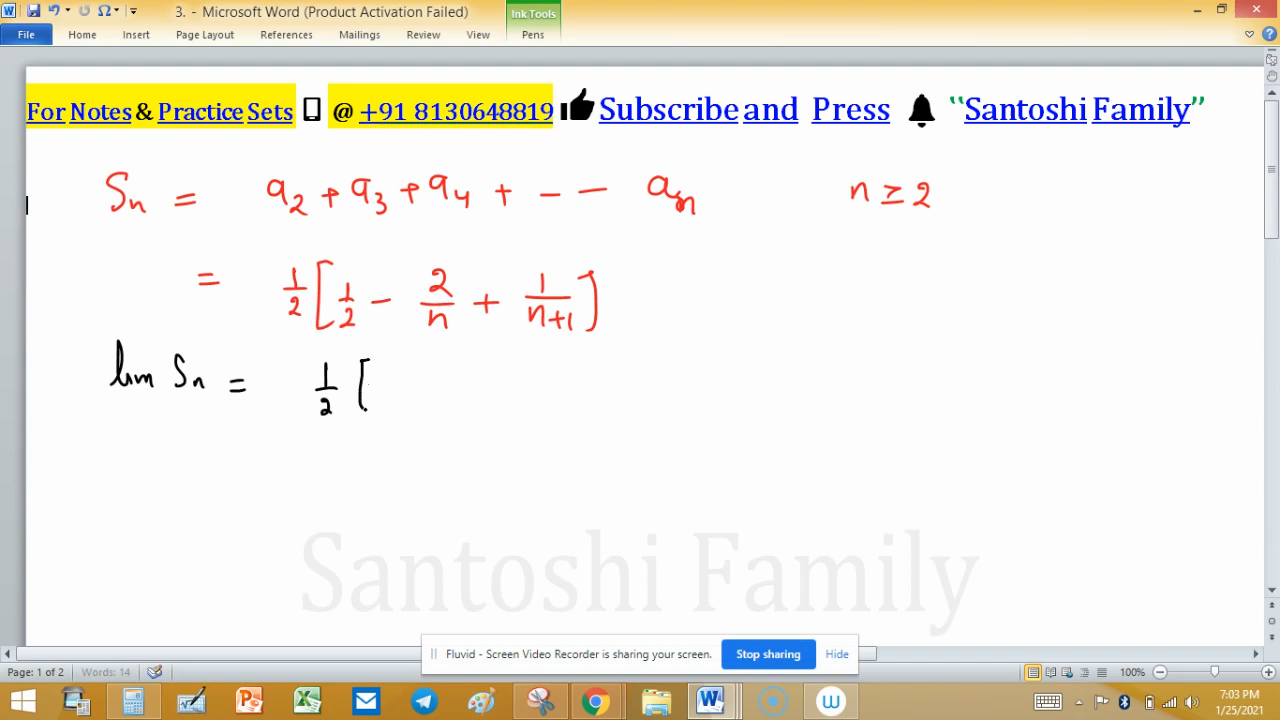 3. - Microsoft Word (Product Activation Failed)
Ink Tools
File Home Insert Page Layout References Mailings Review View Pens
For Notes & Practice Sets @ +91 8130648819 Subscribe and Press "Santoshi Family"
Sn = a2 + a3 + a4 + - - an n ≥ 2
= 1/2 [ 1/2 - 2/n + 1/(n+1) ]
lim Sn = 1/2 [
Santoshi Family
Fluvid - Screen Video Recorder is sharing your screen. Stop sharing Hide
Page: 1 of 2 Words: 14 100%
7:03 PM
1/25/2021